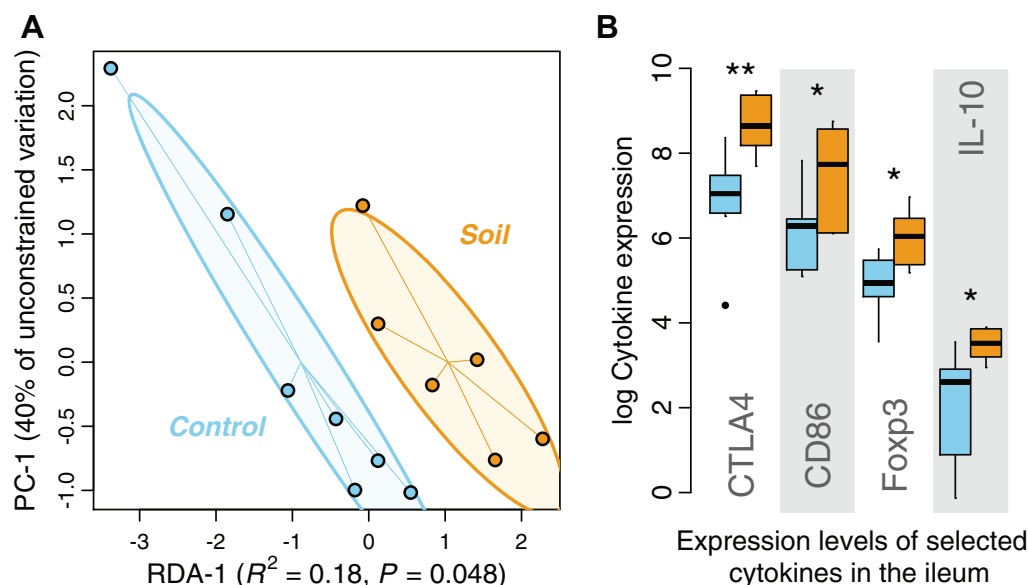 A
PC-1 (40% of unconstrained variation)
2.0
1.5
1.0
0.5
0.0
-0.5
-1.0
Soil
Control
-3
-2
-1
0
1
2
RDA-1 (R² = 0.18, P = 0.048)
B
log Cytokine expression
10
8
6
4
2
0
**
*
*
*
CTLA4
CD86
Foxp3
IL-10
Expression levels of selected
cytokines in the ileum